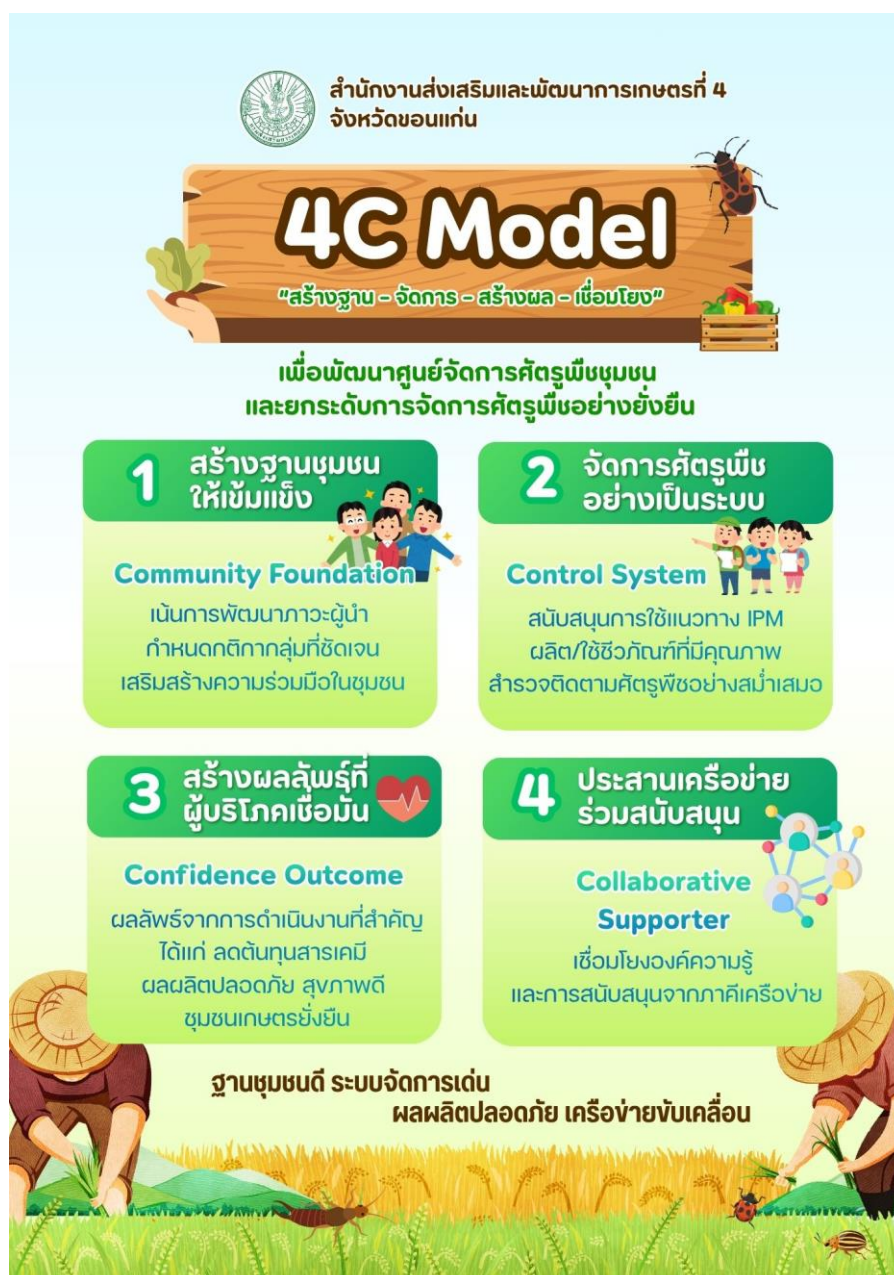 สำนักงานส่งเสริมและพัฒนาการเกษตรที่ 4
จังหวัดขอนแก่น
4C Model
"สร้างฐาน - จัดการ - สร้างผล - เชื่อมโยง"
เพื่อพัฒนาศูนย์จัดการศัตรูพืชชุมชน
และยกระดับการจัดการศัตรูพืชอย่างยั่งยืน
1
สร้างฐานชุมชน
ให้เข้มแข็ง
Community Foundation
เน้นการพัฒนาภาวะผู้นำ
กำหนดกติกากลุ่มที่ชัดเจน
เสริมสร้างความร่วมมือในชุมชน
2
จัดการศัตรูพืช
อย่างเป็นระบบ
Control System
สนับสนุนการใช้แนวทาง IPM
ผลิต/ใช้ชีวภัณฑ์ที่มีคุณภาพ
สำรวจติดตามศัตรูพืชอย่างสม่ำเสมอ
3
สร้างผลลัพธ์ที่
ผู้บริโภคเชื่อมั่น
Confidence Outcome
ผลลัพธ์จากการดำเนินงานที่สำคัญ
ได้แก่ ลดต้นทุนสารเคมี
ผลผลิตปลอดภัย สุขภาพดี
ชุมชนเกษตรยั่งยืน
4
ประสานเครือข่าย
ร่วมสนับสนุน
Collaborative
Supporter
เชื่อมโยงองค์ความรู้
และการสนับสนุนจากภาคีเครือข่าย
ฐานชุมชนดี ระบบจัดการเด่น
ผลผลิตปลอดภัย เครือข่ายขับเคลื่อน